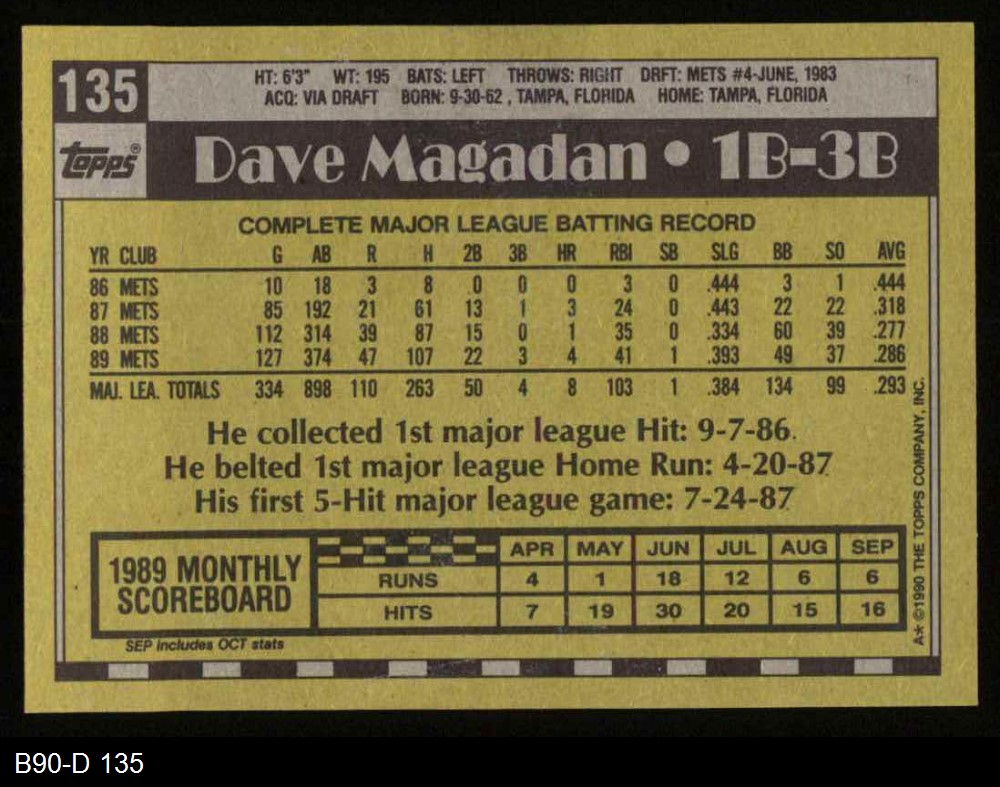 135
HT: 6'3" WT: 195 BATS: LEFT THROWS: RIGHT DRFT: METS #4-JUNE, 1983
ACQ: VIA DRAFT BORN: 9-30-62, TAMPA, FLORIDA HOME: TAMPA, FLORIDA
topps®
Dave Magadan • 1B-3B
COMPLETE MAJOR LEAGUE BATTING RECORD
YR CLUB G AB R H 2B 3B HR RBI SB SLG BB SO AVG
86 METS 10 18 3 8 0 0 0 3 0 .444 3 1 .444
87 METS 85 192 21 61 13 1 3 24 0 .443 22 22 .318
88 METS 112 314 39 87 15 0 1 35 0 .334 60 39 .277
89 METS 127 374 47 107 22 3 4 41 1 .393 49 37 .286
MAJ. LEA. TOTALS 334 898 110 263 50 4 8 103 1 .384 134 99 .293
He collected 1st major league Hit: 9-7-86.
He belted 1st major league Home Run: 4-20-87.
His first 5-Hit major league game: 7-24-87.
1989 MONTHLY SCOREBOARD
APR MAY JUN JUL AUG SEP
RUNS 4 1 18 12 6 6
HITS 7 19 30 20 15 16
SEP includes OCT stats
A* ©1990 THE TOPPS COMPANY, INC.
B90-D 135